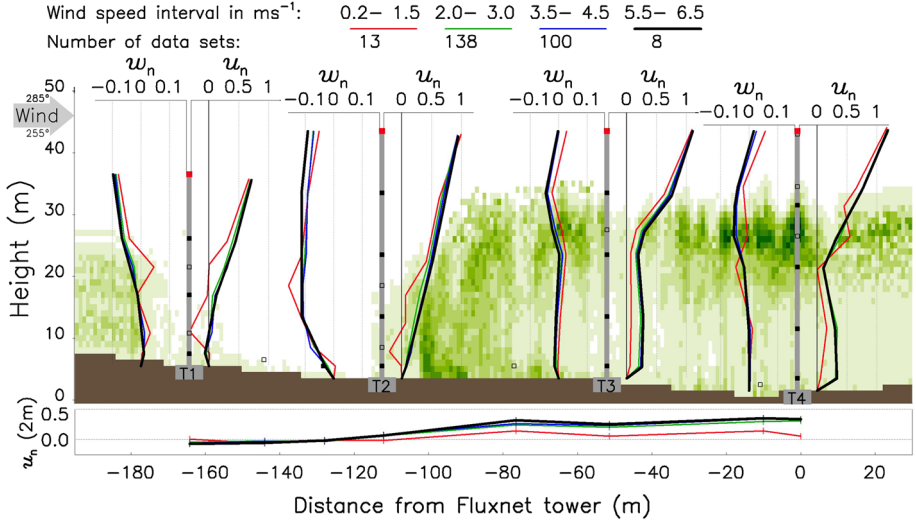 Wind speed interval in ms⁻¹: 0.2– 1.5 2.0– 3.0 3.5– 4.5 5.5– 6.5
Number of data sets: 13 138 100 8
wn un wn un wn un wn un
−0.10 0.1 0 0.5 1 −0.10 0.1 0 0.5 1 −0.10 0.1 0 0.5 1 −0.10 0.1 0 0.5 1
285°
Wind
255°
Height (m)
50
40
30
20
10
0
T1 T2 T3 T4
un (2m)
0.5
0.0
−180 −160 −140 −120 −100 −80 −60 −40 −20 0 20
Distance from Fluxnet tower (m)